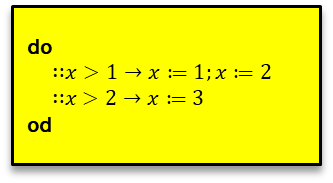 do
::x > 1 → x := 1; x := 2
::x > 2 → x := 3
od